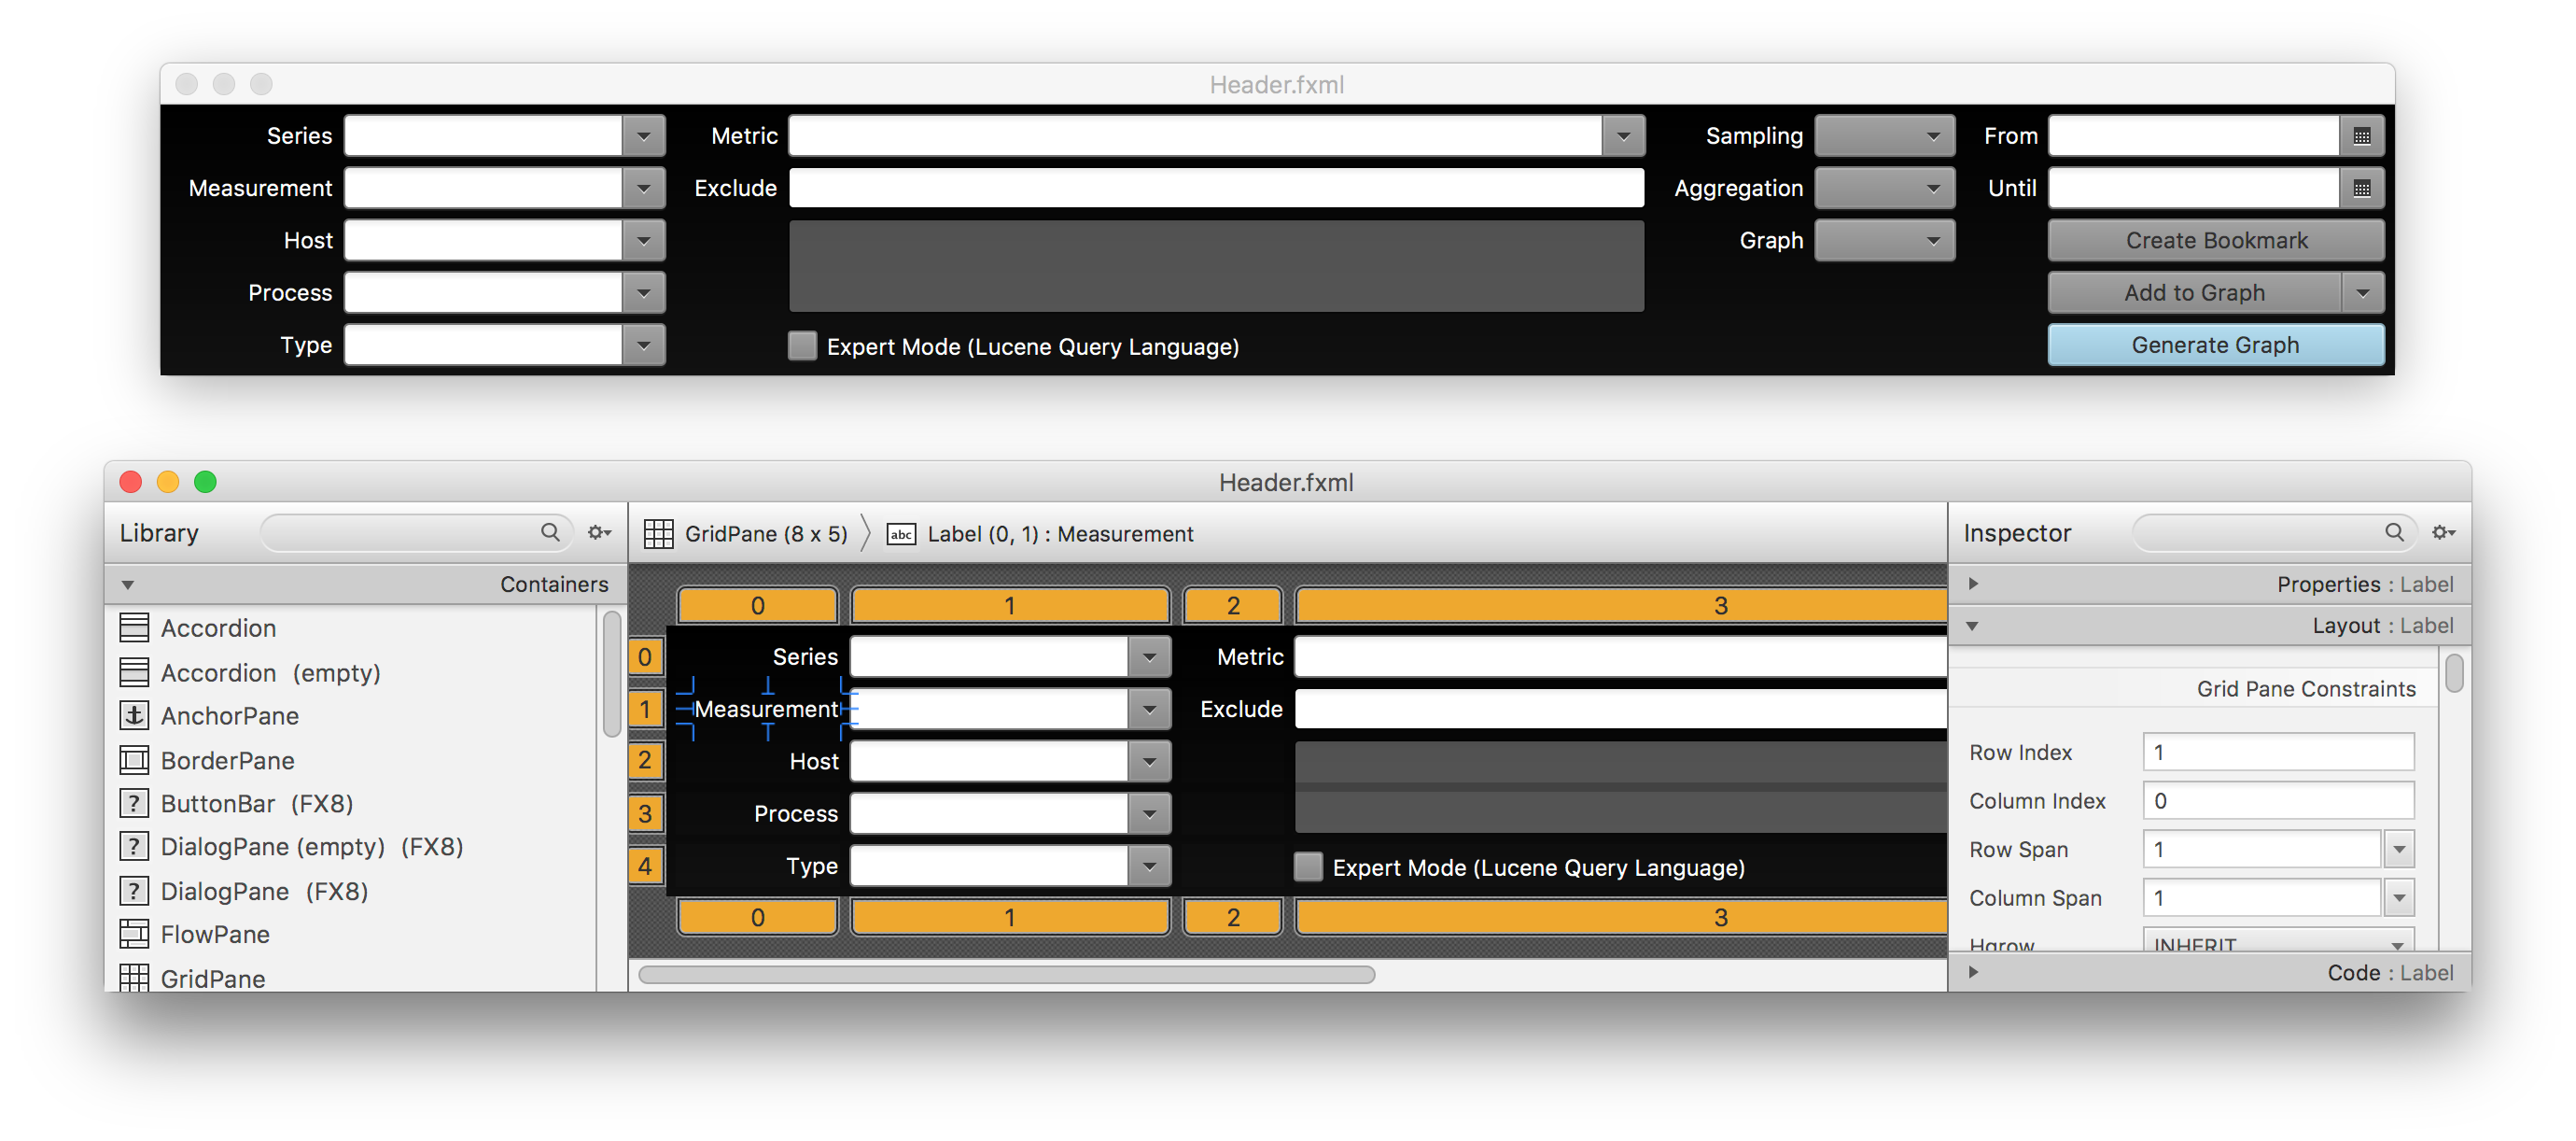 Header.fxml
Series Metric Sampling From
Measurement Exclude Aggregation Until
Host Graph Create Bookmark
Process Add to Graph
Type Expert Mode (Lucene Query Language) Generate Graph
Header.fxml
Library GridPane (8 x 5) abc Label (0, 1) : Measurement Inspector
Containers Properties : Label
0 1 2 3
Accordion Layout : Label
0 Series Metric
Accordion (empty) Grid Pane Constraints
1 Measurement Exclude
AnchorPane
Row Index 1
2 Host
BorderPane
Column Index 0
ButtonBar (FX8)
3 Process
DialogPane (empty) (FX8) Row Span 1
4 Type Expert Mode (Lucene Query Language)
DialogPane (FX8) Column Span 1
0 1 2 3
FlowPane
Hgrow INHERIT
GridPane Code : Label